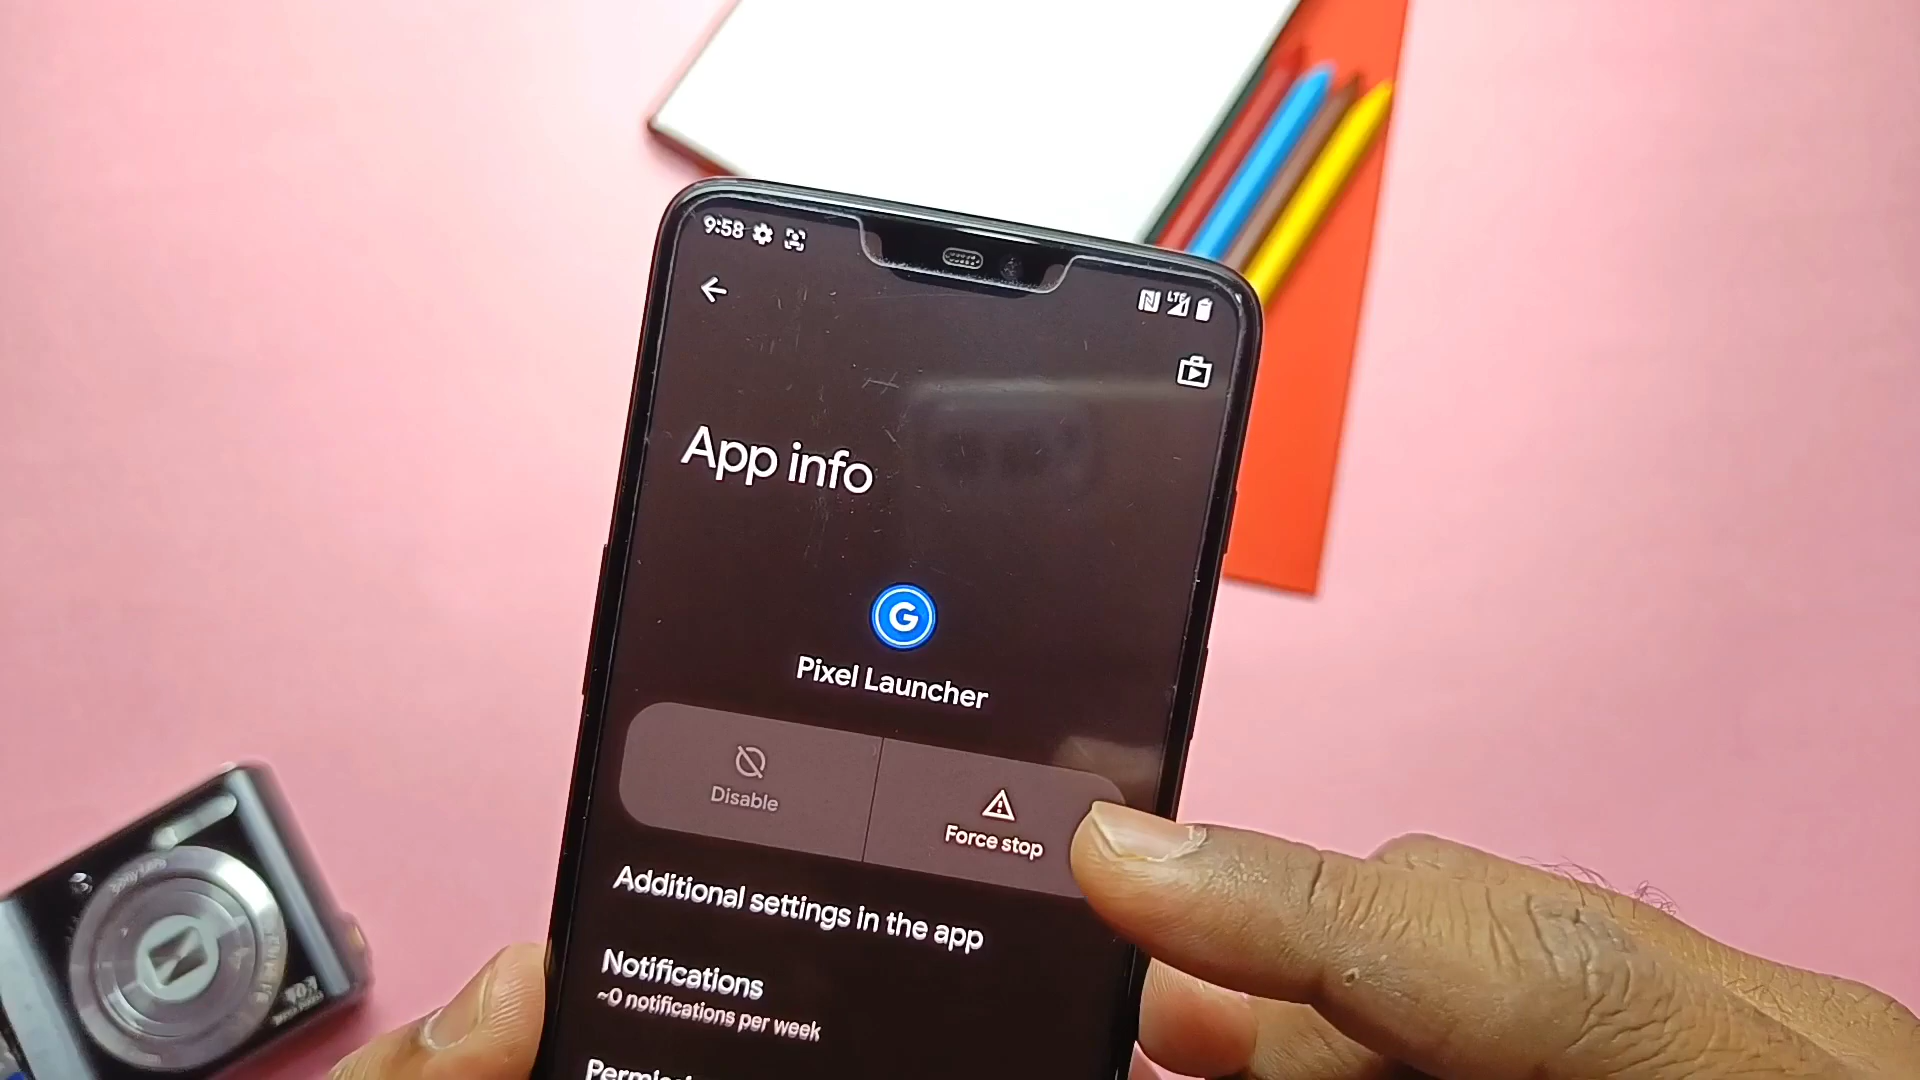 9:58
LTE
App info
G
Pixel Launcher
Disable
Force stop
Additional settings in the app
Notifications
~0 notifications per week